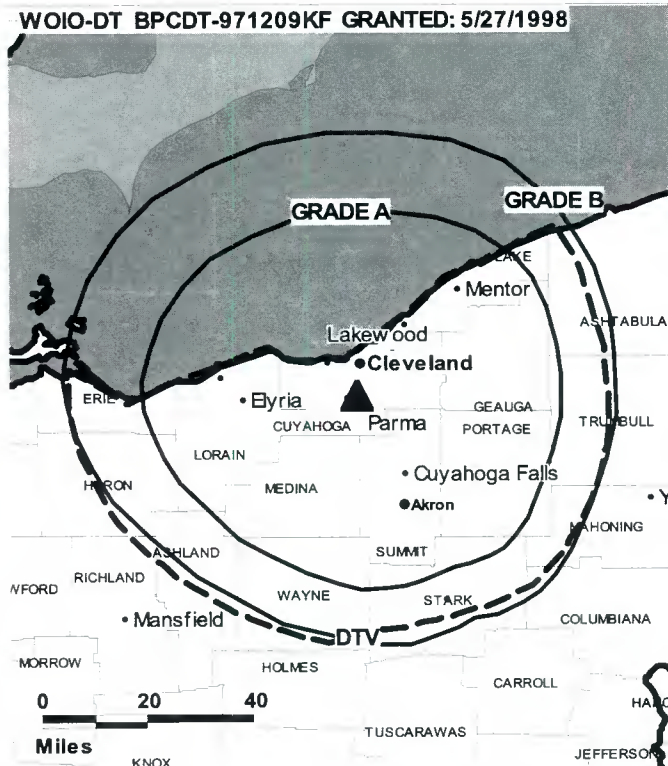 WOIO-DT BPCDT-971209KF GRANTED: 5/27/1998
GRADE B
GRADE A
LAKE
Mentor
ASHTABULA
Lakewood
Cleveland
ERIE
Elyria
CUYAHOGA
Parma
GEAUGA
PORTAGE
TRUMBULL
LORAIN
Cuyahoga Falls
HURON
MEDINA
Akron
Y
MAHONING
ASHLAND
SUMMIT
RICHLAND
WFORD
WAYNE
STARK
Mansfield
COLUMBIANA
DTV
MORROW
HOLMES
CARROLL
0 20 40
Miles
TUSCARAWAS
JEFFERSON
KNOX